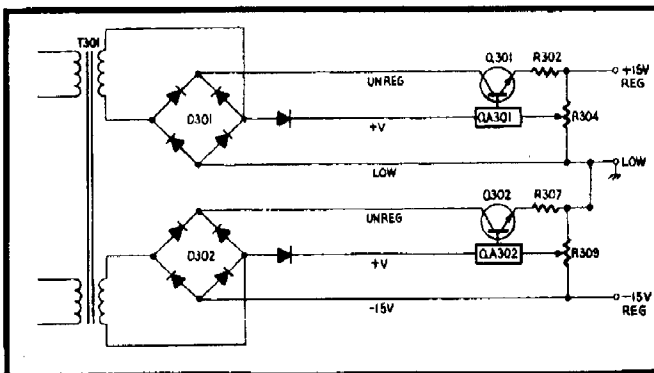 T301
Q301
R302
+15V
REG
UNREG
D301
QA301
R304
+V
LOW
LOW
Q302
R307
UNREG
D302
QA302
R309
+V
-15V
-15V
REG